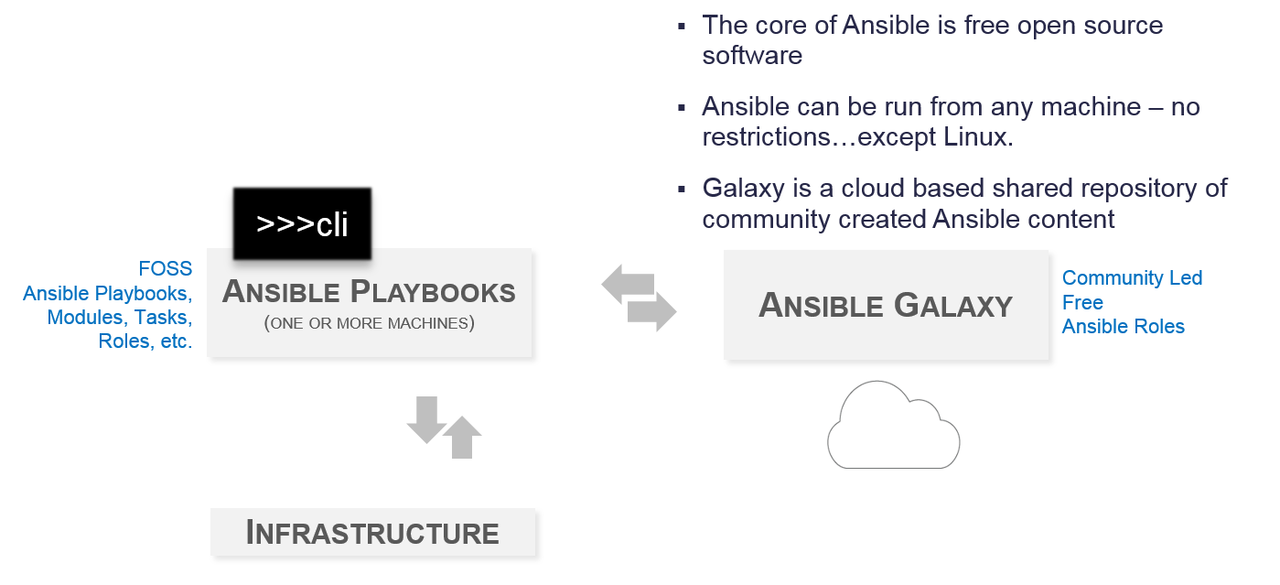 ▪ The core of Ansible is free open source
software
▪ Ansible can be run from any machine – no
restrictions…except Linux.
▪ Galaxy is a cloud based shared repository of
community created Ansible content
>>>cli
FOSS
Ansible Playbooks,
Modules, Tasks,
Roles, etc.
ANSIBLE PLAYBOOKS
(ONE OR MORE MACHINES)
ANSIBLE GALAXY
Community Led
Free
Ansible Roles
INFRASTRUCTURE